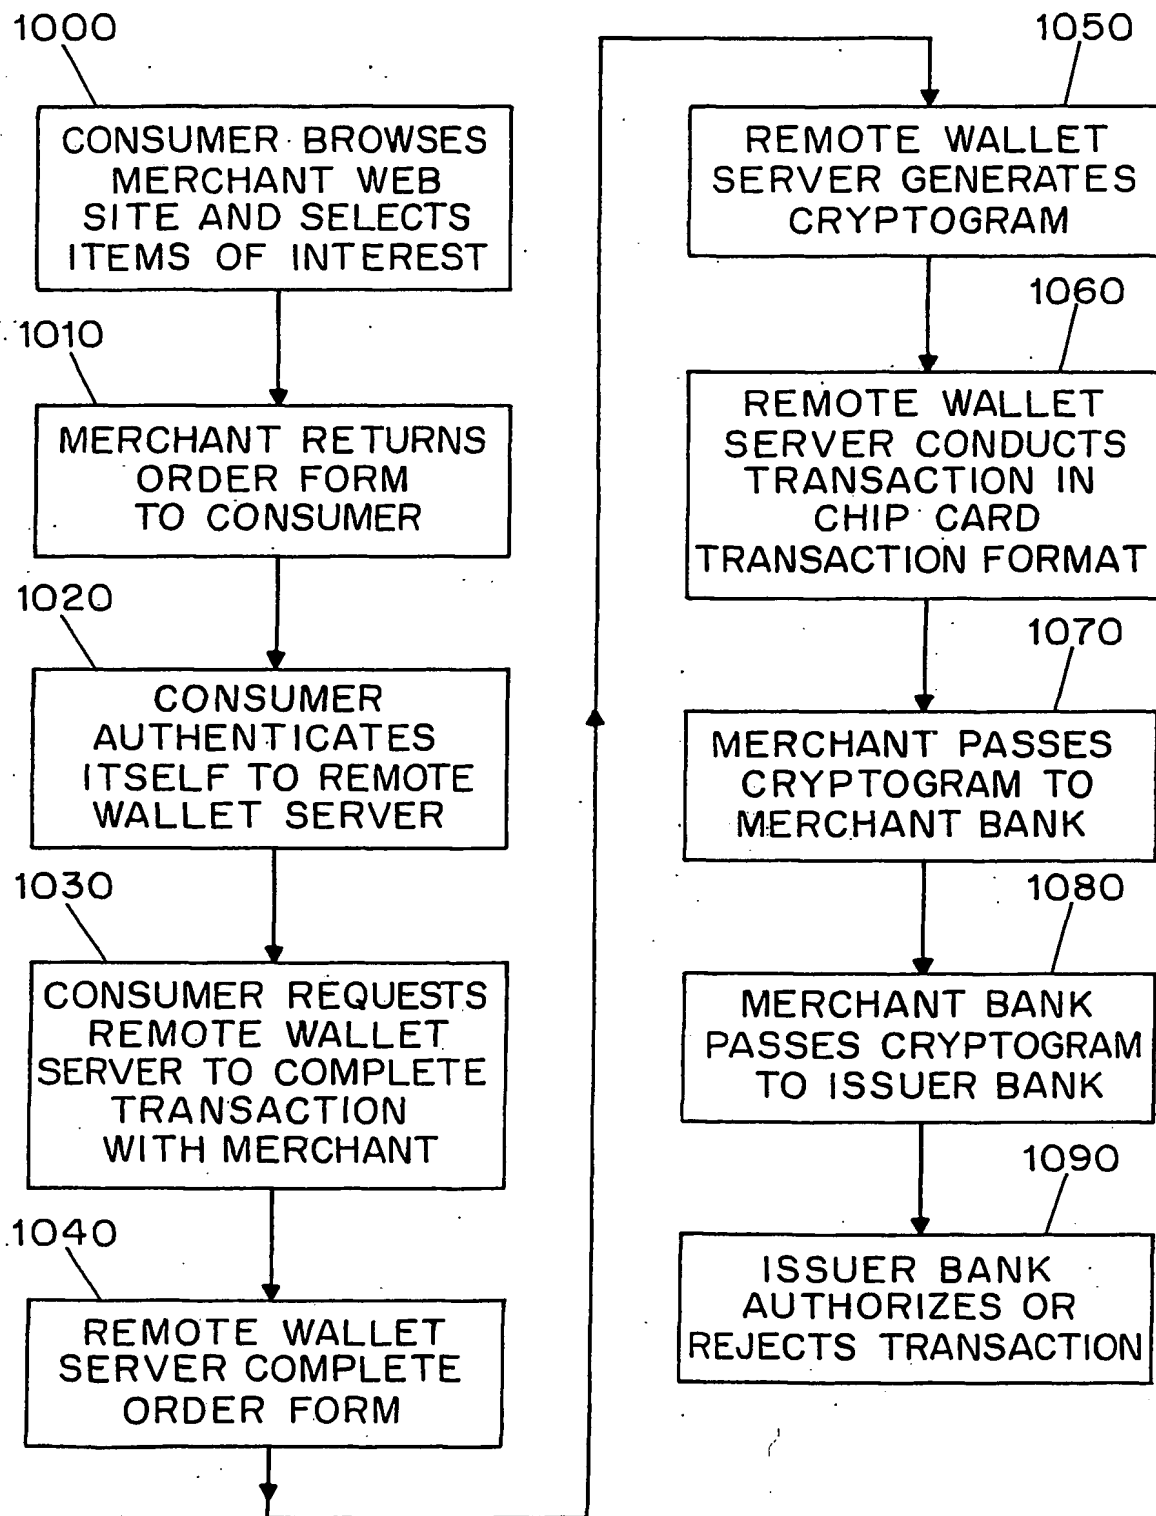 1000
CONSUMER BROWSES
MERCHANT WEB
SITE AND SELECTS
ITEMS OF INTEREST
1010
MERCHANT RETURNS
ORDER FORM
TO CONSUMER
1020
CONSUMER
AUTHENTICATES
ITSELF TO REMOTE
WALLET SERVER
1030
CONSUMER REQUESTS
REMOTE WALLET
SERVER TO COMPLETE
TRANSACTION
WITH MERCHANT
1040
REMOTE WALLET
SERVER COMPLETE
ORDER FORM
1050
REMOTE WALLET
SERVER GENERATES
CRYPTOGRAM
1060
REMOTE WALLET
SERVER CONDUCTS
TRANSACTION IN
CHIP CARD
TRANSACTION FORMAT
1070
MERCHANT PASSES
CRYPTOGRAM TO
MERCHANT BANK
1080
MERCHANT BANK
PASSES CRYPTOGRAM
TO ISSUER BANK
1090
ISSUER BANK
AUTHORIZES OR
REJECTS TRANSACTION